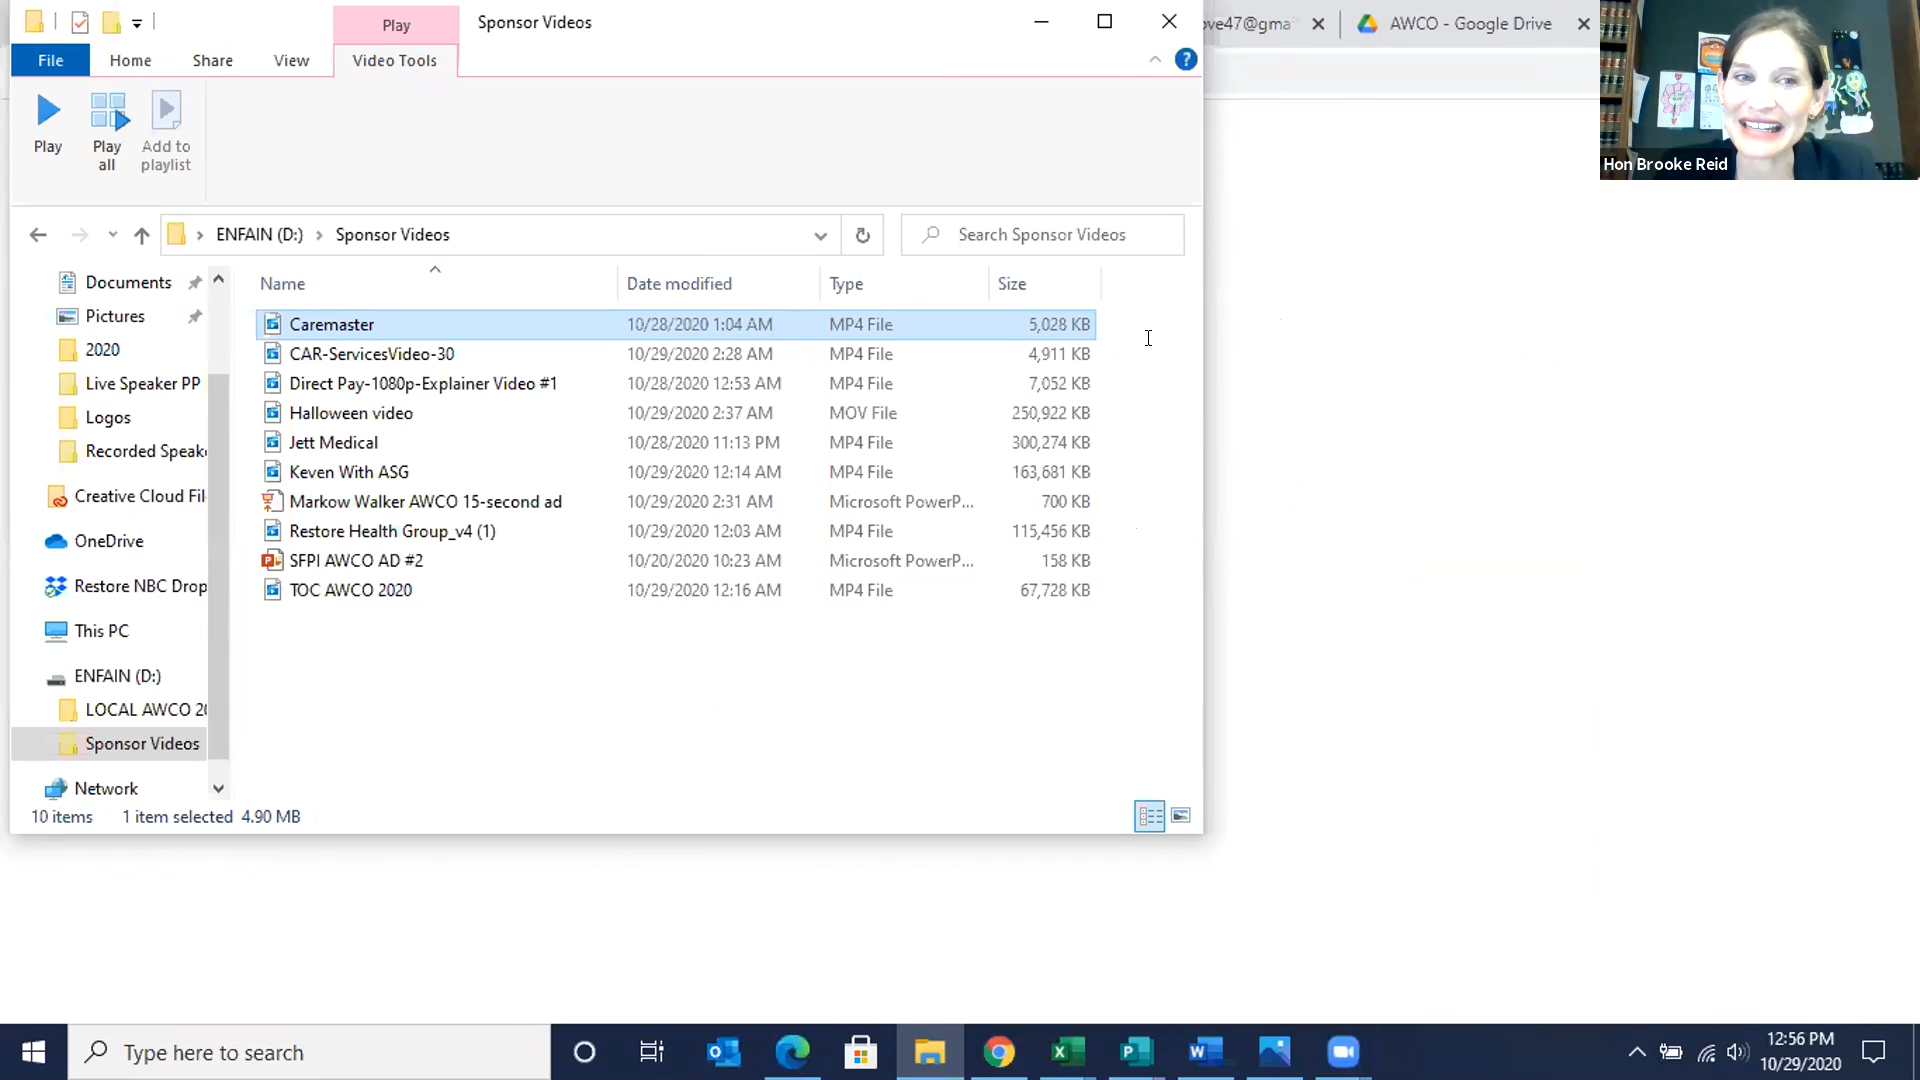 Play
Sponsor Videos
ove47@gma
AWCO - Google Drive
File
Home
Share
View
Video Tools
?
Play
Play all
Add to playlist
ENFAIN (D:)
Sponsor Videos
Search Sponsor Videos
Hon Brooke Reid
Name
Date modified
Type
Size
Caremaster 10/28/2020 1:04 AM MP4 File 5,028 KB
CAR-ServicesVideo-30 10/29/2020 2:28 AM MP4 File 4,911 KB
Direct Pay-1080p-Explainer Video #1 10/28/2020 12:53 AM MP4 File 7,052 KB
Halloween video 10/29/2020 2:37 AM MOV File 250,922 KB
Jett Medical 10/28/2020 11:13 PM MP4 File 300,274 KB
Keven With ASG 10/29/2020 12:14 AM MP4 File 163,681 KB
Markow Walker AWCO 15-second ad 10/29/2020 2:31 AM Microsoft PowerP... 700 KB
Restore Health Group_v4 (1) 10/29/2020 12:03 AM MP4 File 115,456 KB
SFPI AWCO AD #2 10/20/2020 10:23 AM Microsoft PowerP... 158 KB
TOC AWCO 2020 10/29/2020 12:16 AM MP4 File 67,728 KB
Documents
Pictures
2020
Live Speaker PP
Logos
Recorded Speak
Creative Cloud Fil
OneDrive
Restore NBC Drop
This PC
ENFAIN (D:)
LOCAL AWCO 20
Sponsor Videos
Network
10 items
1 item selected 4.90 MB
Type here to search
12:56 PM
10/29/2020